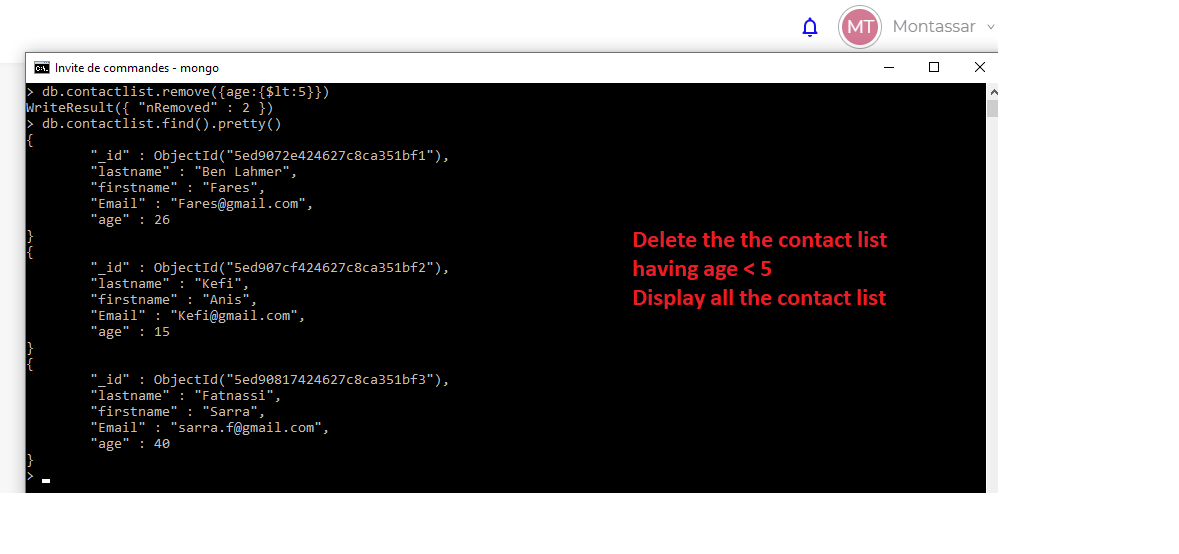 MT Montassar
Invite de commandes - mongo
> db.contactlist.remove({age:{$lt:5}})
WriteResult({ "nRemoved" : 2 })
> db.contactlist.find().pretty()
{
"_id" : ObjectId("5ed9072e424627c8ca351bf1"),
"lastname" : "Ben Lahmer",
"firstname" : "Fares",
"Email" : "Fares@gmail.com",
"age" : 26
}
{
"_id" : ObjectId("5ed907cf424627c8ca351bf2"),
"lastname" : "Kefi",
"firstname" : "Anis",
"Email" : "Kefi@gmail.com",
"age" : 15
}
{
"_id" : ObjectId("5ed90817424627c8ca351bf3"),
"lastname" : "Fatnassi",
"firstname" : "Sarra",
"Email" : "sarra.f@gmail.com",
"age" : 40
}
>
Delete the the contact list
having age < 5
Display all the contact list